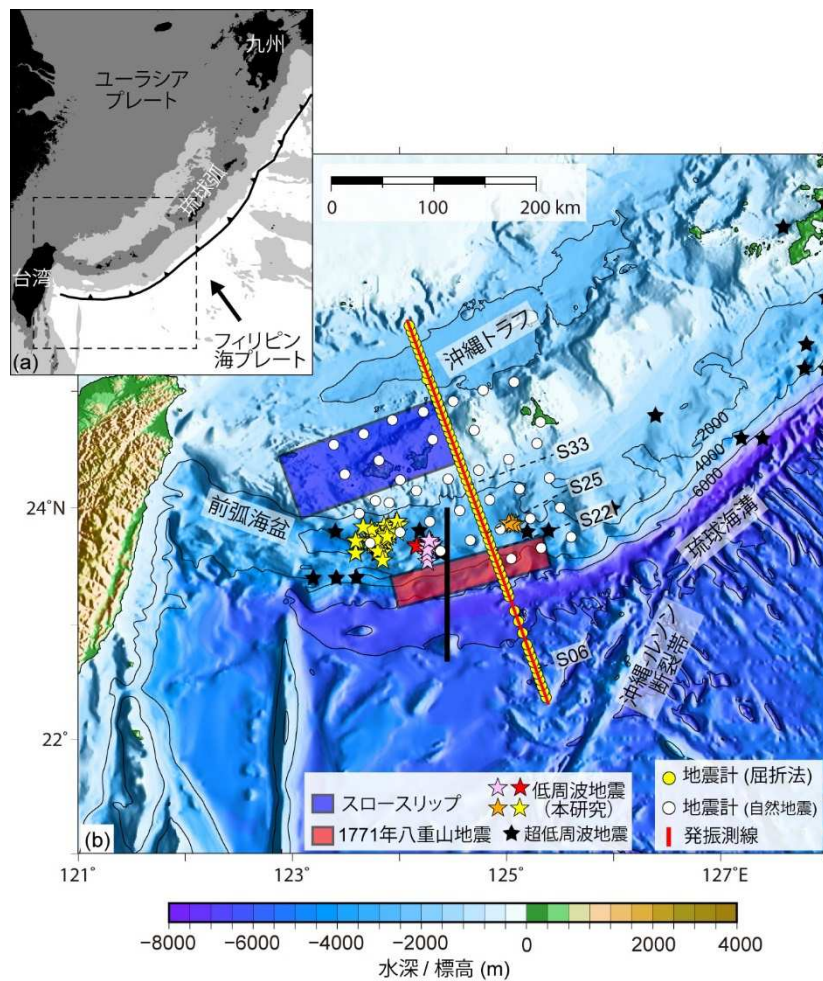 九州
ユーラシア
プレート
琉球弧
台湾
フィリピン
海プレート
(a)
0 100 200 km
沖縄トラフ
S33
2000
4000
6000
24°N
S25
前弧海盆
S22
琉球海溝
S06
沖縄-ルソン
断裂帯
22°
スロースリップ
1771年八重山地震
低周波地震
(本研究)
超低周波地震
地震計 (屈折法)
地震計 (自然地震)
発振測線
(b)
121° 123° 125° 127°E
−8000 −6000 −4000 −2000 0 2000 4000
水深 / 標高 (m)